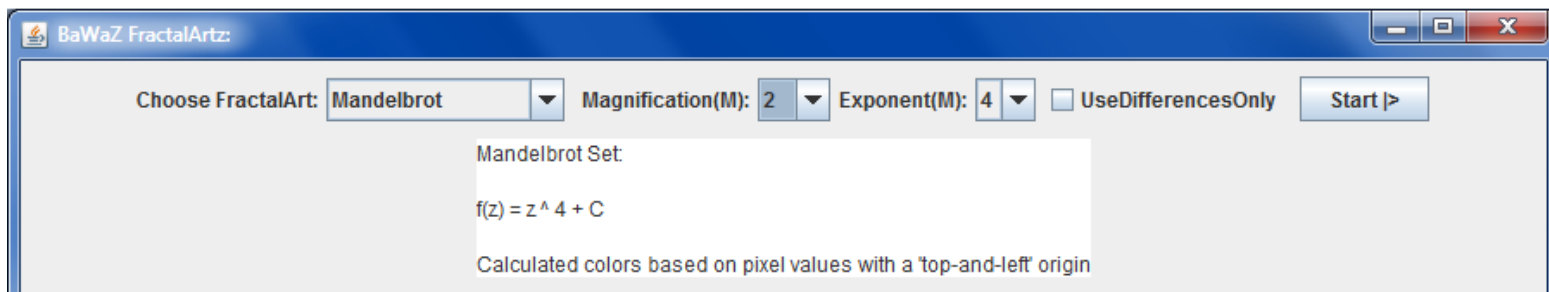 BaWaZ FractalArtz:
Choose FractalArt: Mandelbrot Magnification(M): 2 Exponent(M): 4 UseDifferencesOnly Start |>
Mandelbrot Set:
f(z) = z ^ 4 + C
Calculated colors based on pixel values with a 'top-and-left' origin